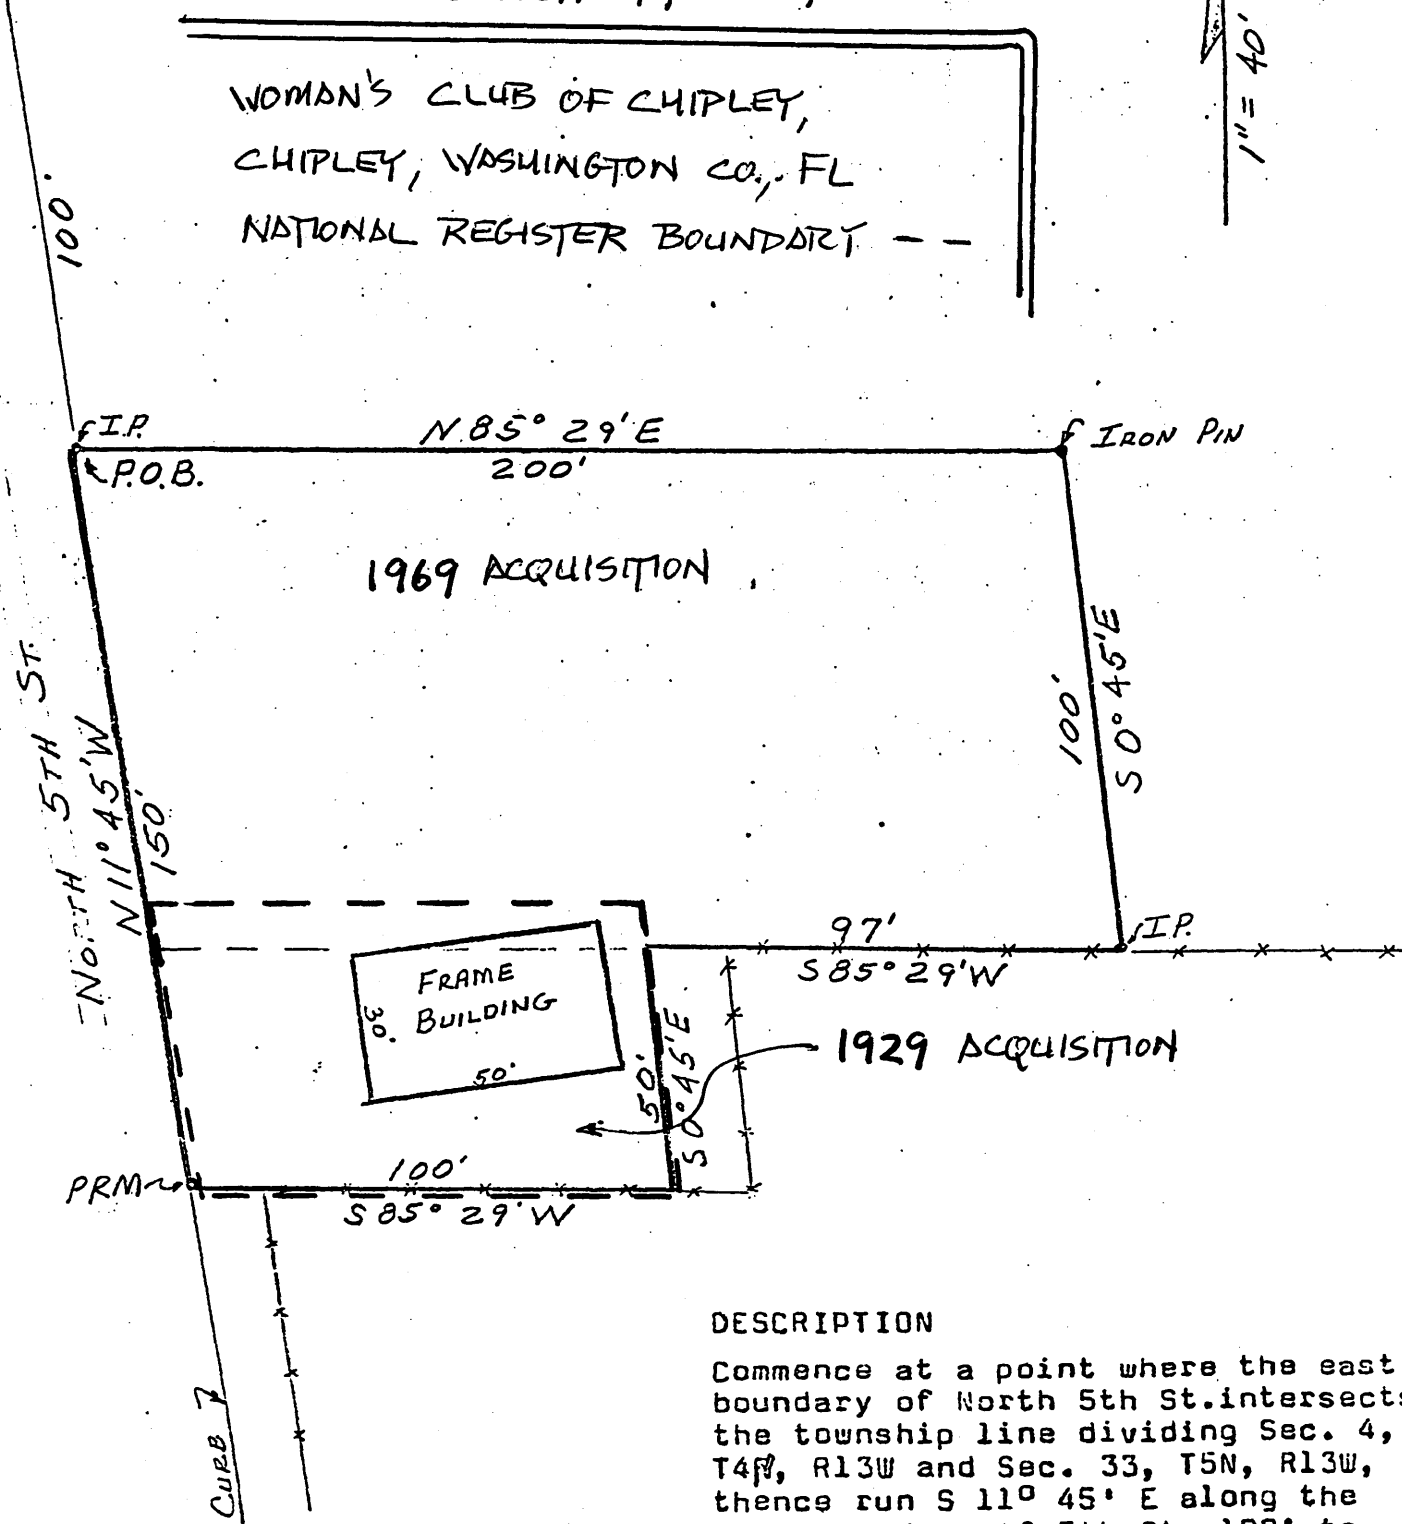 WOMAN'S CLUB OF CHIPLEY,
CHIPLEY, WASHINGTON CO., FL
NATIONAL REGISTER BOUNDARY - -
1" = 40'
100'
I.P.
N 85° 29' E
IRON PIN
P.O.B.
200'
1969 ACQUISITION
NORTH 5TH ST.
N 11° 45' W
150'
100'
S 0° 45' E
97'
I.P.
S 85° 29' W
FRAME
BUILDING
30'
50'
50'
S 0° 45' E
1929 ACQUISITION
PRM
100'
S 85° 29' W
CURB
DESCRIPTION
Commence at a point where the east
boundary of North 5th St.intersects
the township line dividing Sec. 4,
T4N, R13W and Sec. 33, T5N, R13W,
thence run S 11° 45' E along the